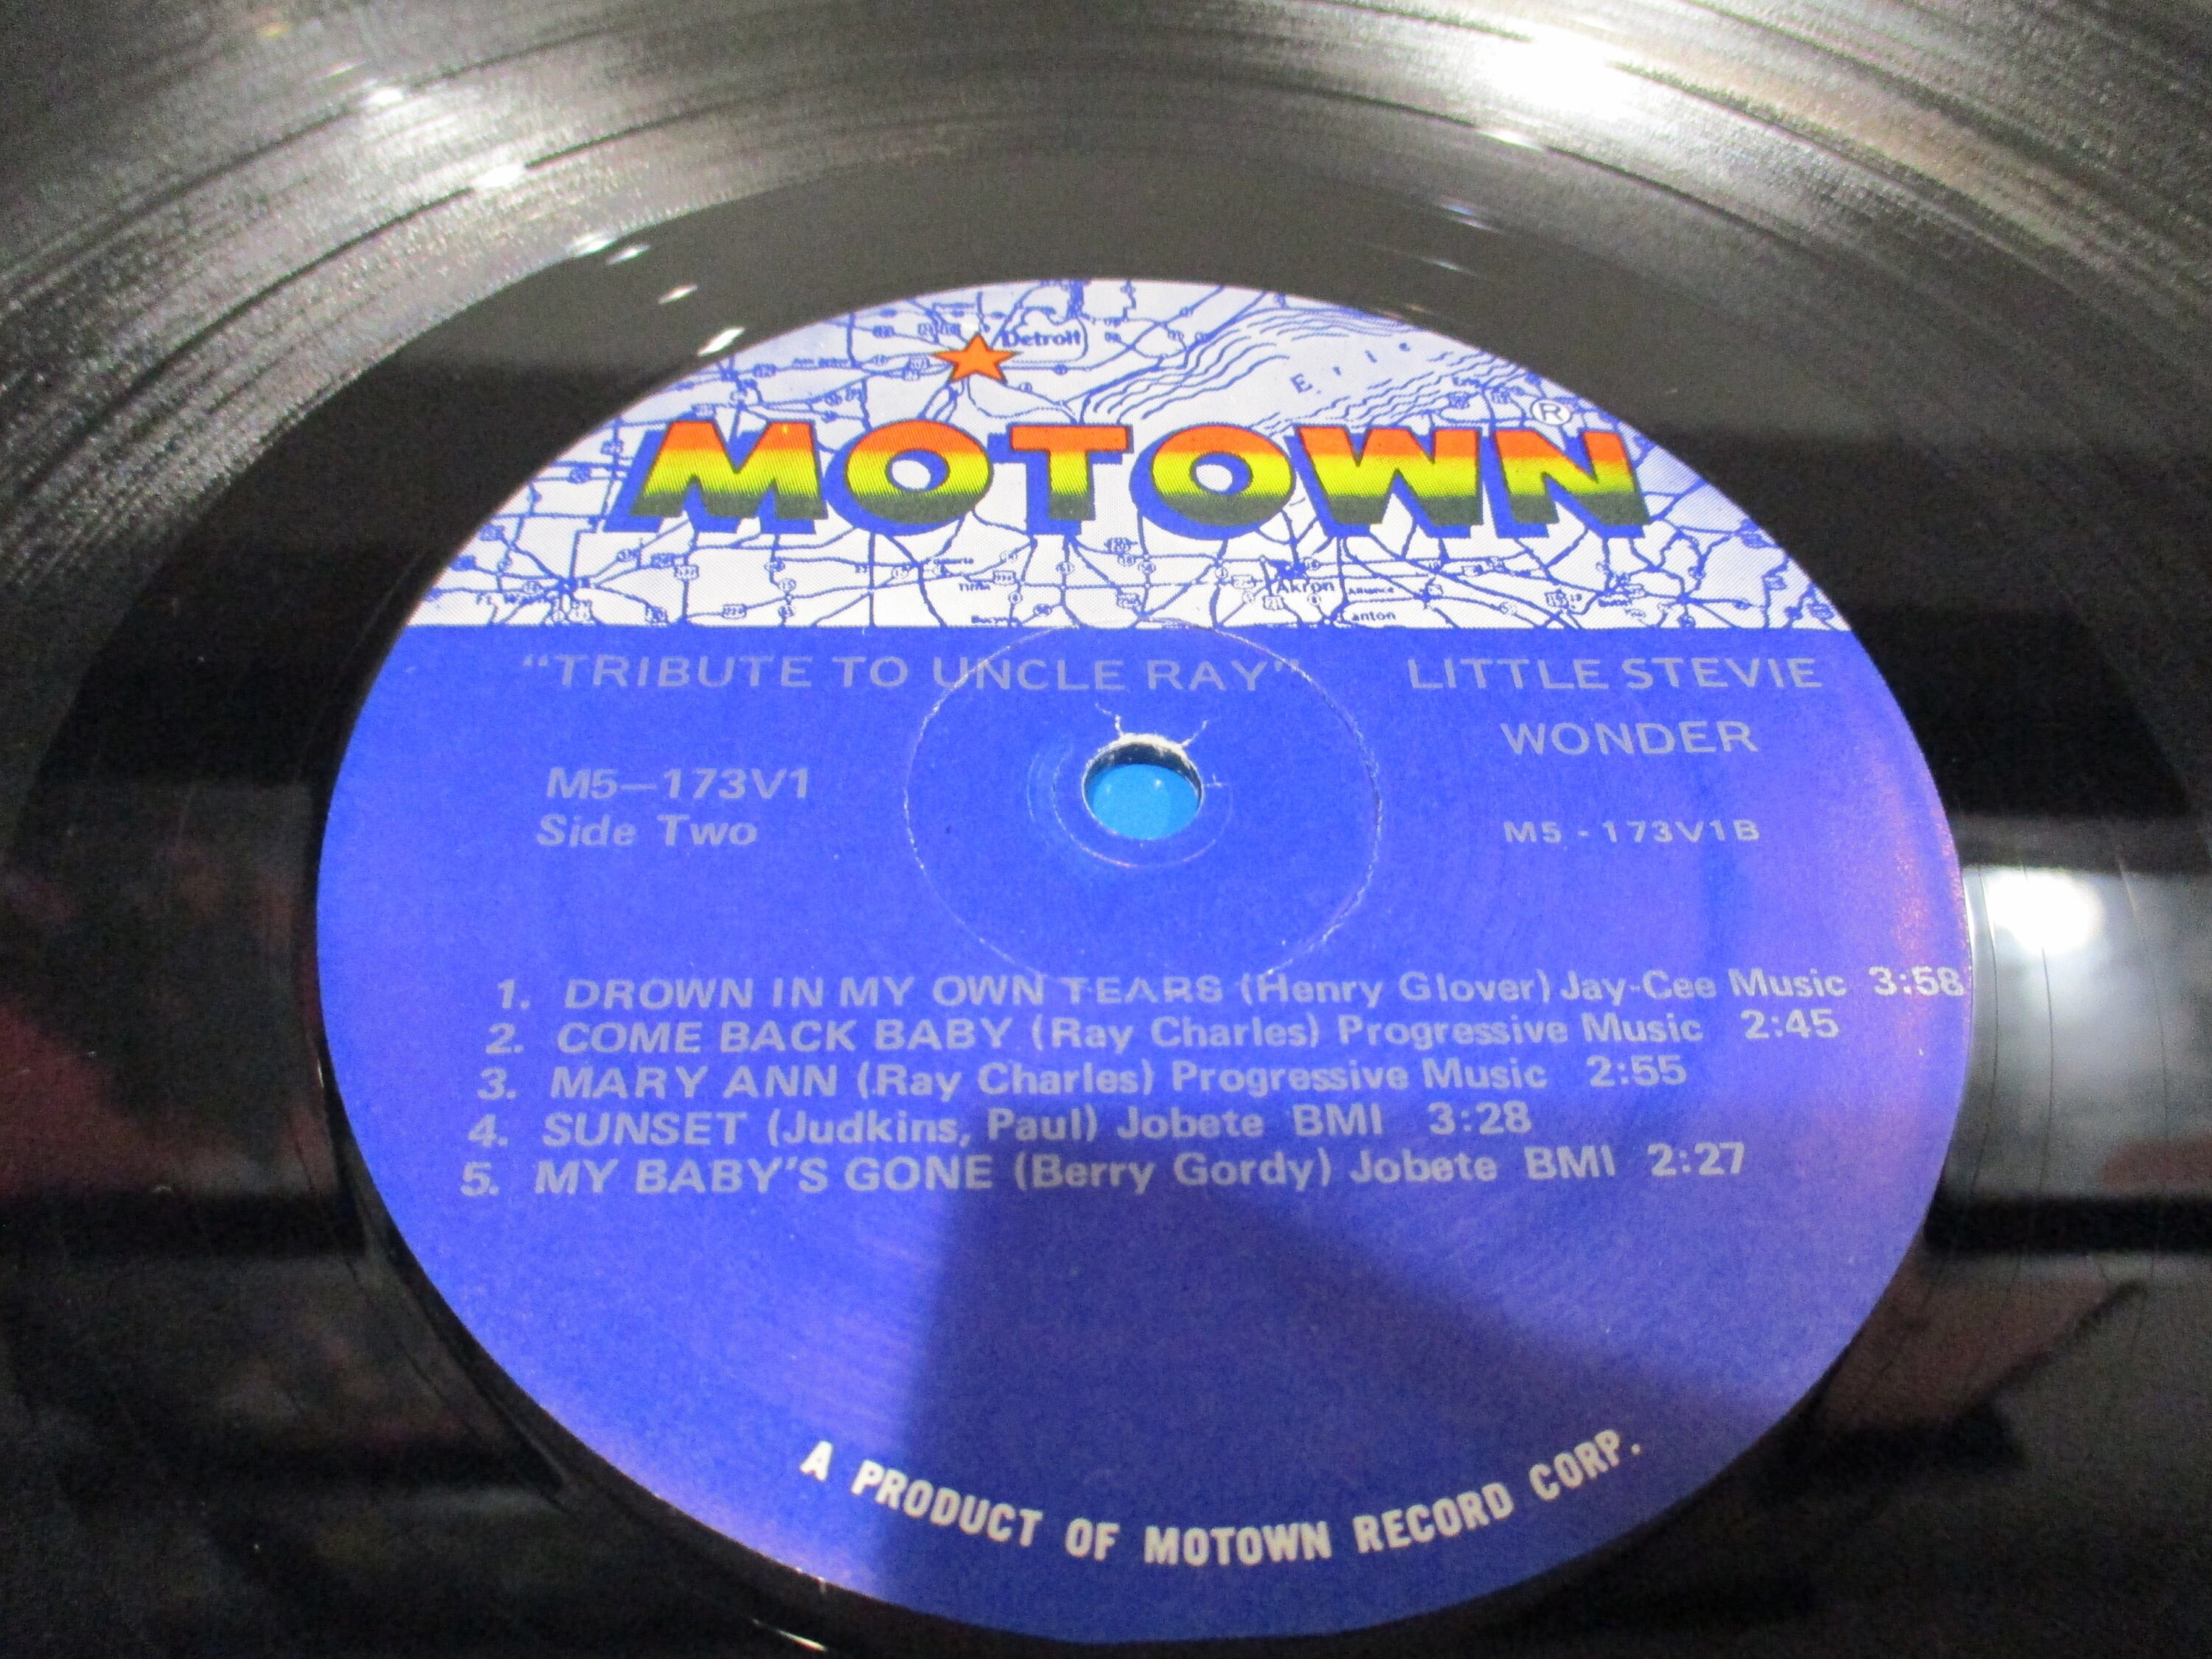 Detroit
Erie
MOTOWN®
Akron
"TRIBUTE TO UNCLE RAY" LITTLE STEVIE
WONDER
M5–173V1
Side Two
M5-173V1B
1. DROWN IN MY OWN TEARS (Henry Glover) Jay-Cee Music 3:58
2. COME BACK BABY (Ray Charles) Progressive Music 2:45
3. MARY ANN (Ray Charles) Progressive Music 2:55
4. SUNSET (Judkins, Paul) Jobete BMI 3:28
5. MY BABY'S GONE (Berry Gordy) Jobete BMI 2:27
A PRODUCT OF MOTOWN RECORD CORP.